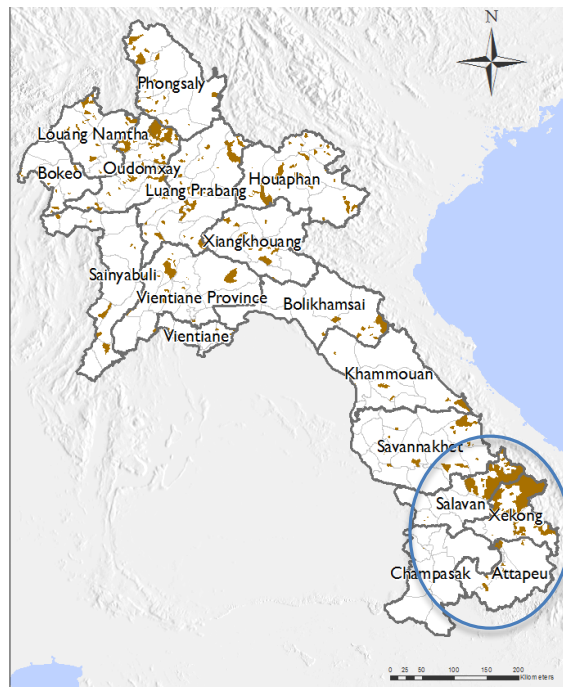 N
Phongsaly
Louang Namtha
Bokeo
Oudomxay
Luang Prabang
Houaphan
Xiangkhouang
Sainyabuli
Vientiane Province
Bolikhamsai
Vientiane
Khammouan
Savannakhet
Salavan
Xekong
Champasak
Attapeu
0 25 50 100 150 200
Kilometers